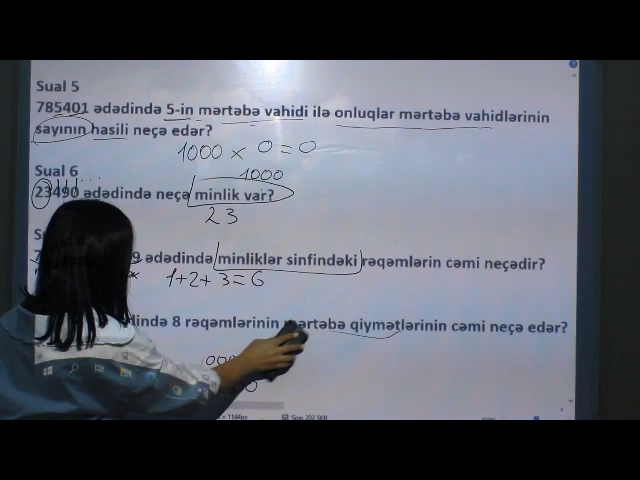 Sual 5
785401 ədədində 5-in mərtəbə vahidi ilə onluqlar mərtəbə vahidlərinin
sayının hasili neçə edər?
1000 × 0 = 0
Sual 6
1000
23490 ədədində neçə minlik var?
23
9 ədədində minliklər sinfindəki rəqəmlərin cəmi neçədir?
1+2+3=6
8 rəqəmlərinin mərtəbə qiymətlərinin cəmi neçə edər?